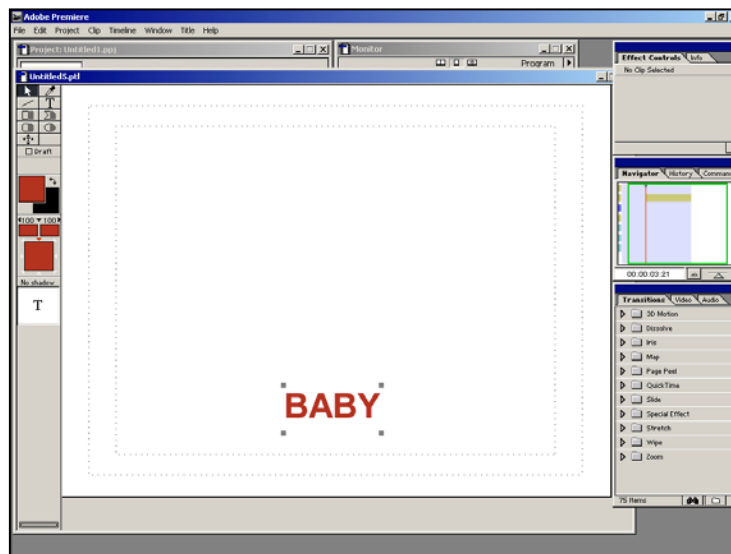 Adobe Premiere
File Edit Project Clip Timeline Window Title Help
Project: Untitled1.ppj
Monitor
Program
Untitled5.ptl
T
Draft
100 100
No shadow
T
BABY
Effect Controls Info
No Clip Selected
Navigator History Comman
00:00:03:21
Transitions Video Audio
3D Motion
Dissolve
Iris
Map
Page Peel
QuickTime
Slide
Special Effect
Stretch
Wipe
Zoom
75 Items